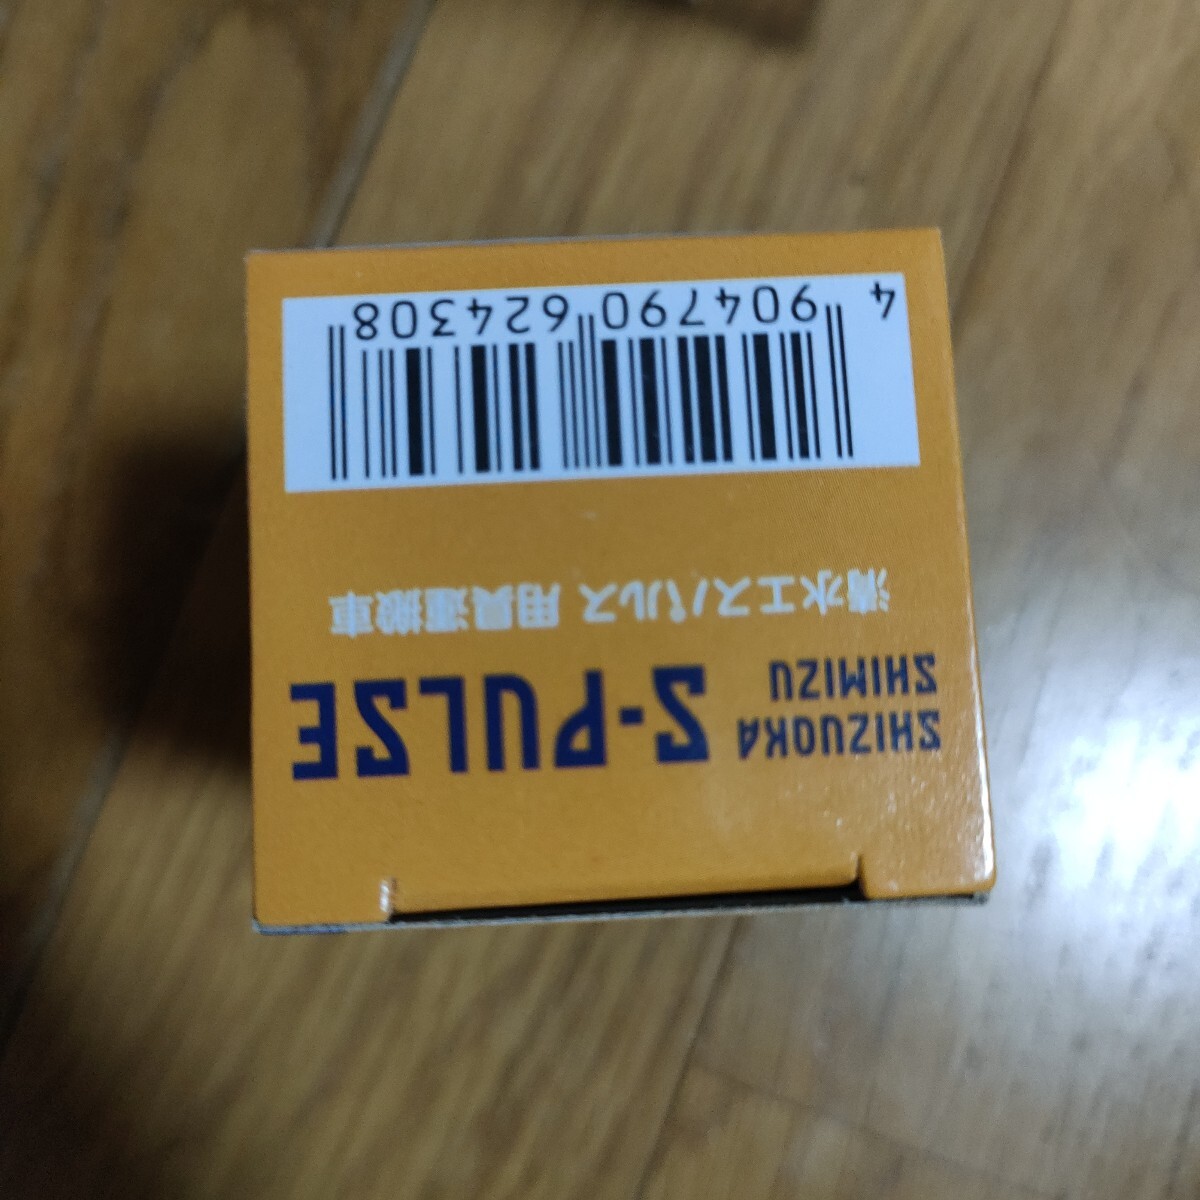 SHIZUOKA
SHIMIZU
S-PULSE
清水エスパルス 用具運搬車
4 904790 624308